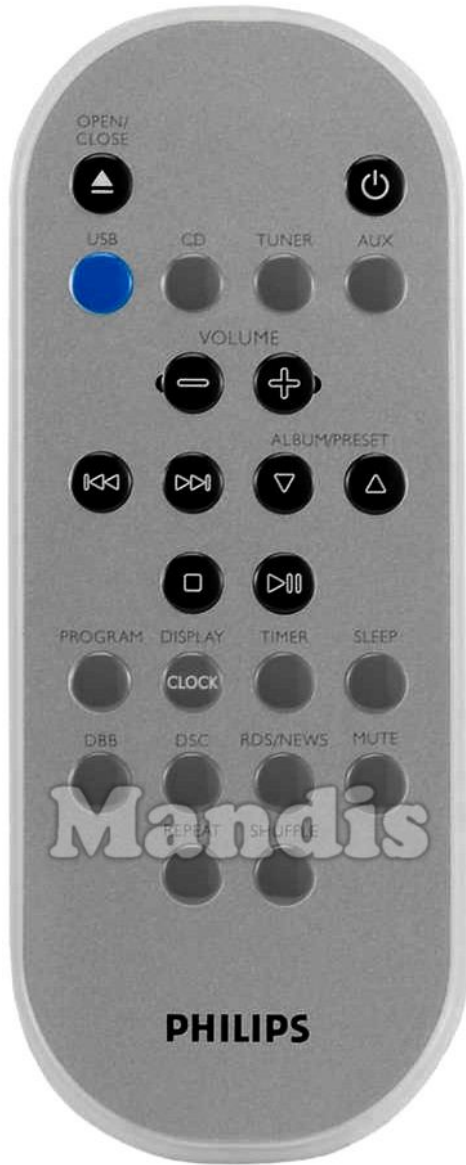 OPEN/
CLOSE
USB CD TUNER AUX
VOLUME
ALBUM/PRESET
PROGRAM DISPLAY TIMER SLEEP
CLOCK
DBB DSC RDS/NEWS MUTE
Mandis
REPEAT SHUFFLE
PHILIPS